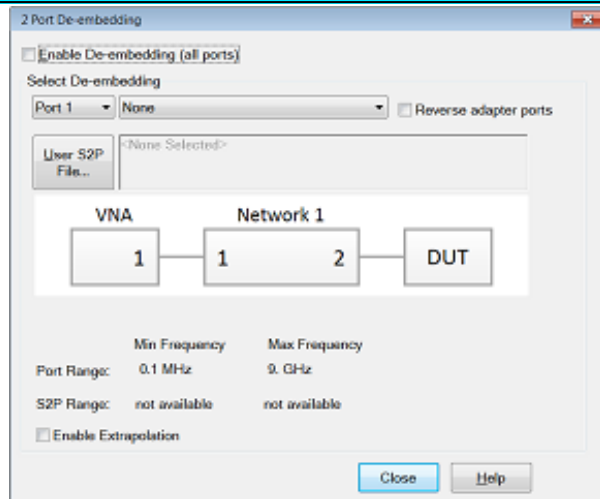 2 Port De-embedding
Enable De-embedding (all ports)
Select De-embedding
Port 1 None Reverse adapter ports
User S2P
File...
<None Selected>
VNA Network 1
1 1 2 DUT
Min Frequency Max Frequency
Port Range: 0.1 MHz 9. GHz
S2P Range: not available not available
Enable Extrapolation
Close Help